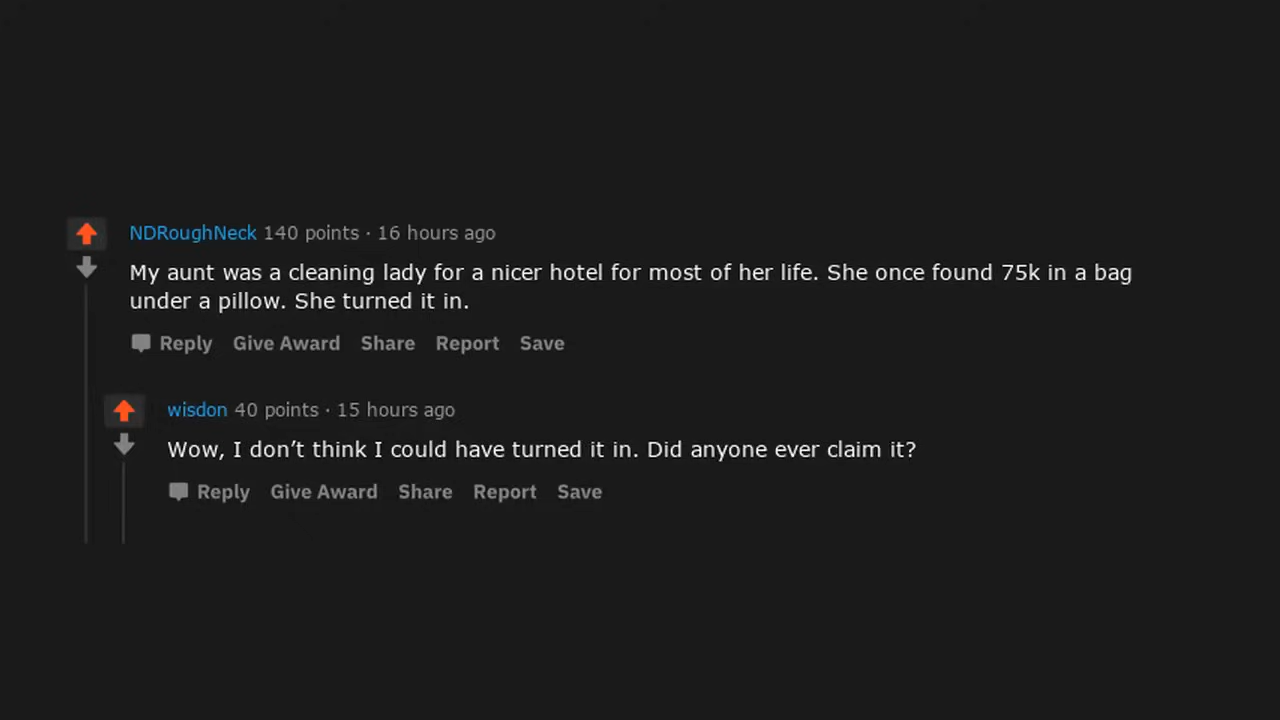 NDRoughNeck 140 points · 16 hours ago
My aunt was a cleaning lady for a nicer hotel for most of her life. She once found 75k in a bag
under a pillow. She turned it in.
Reply Give Award Share Report Save
wisdon 40 points · 15 hours ago
Wow, I don’t think I could have turned it in. Did anyone ever claim it?
Reply Give Award Share Report Save